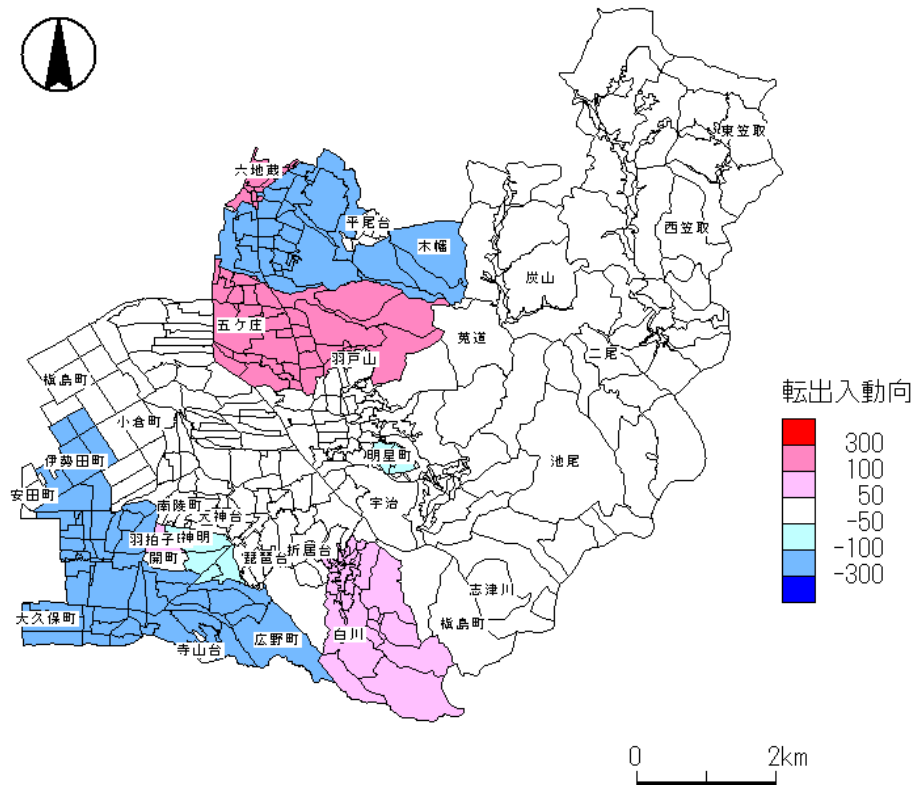 東笠取
六地蔵
平尾台
木幡
西笠取
炭山
五ケ庄
莵道
羽戸山
二尾
槇島町
転出入動向
小倉町
300
伊勢田町
明星町
池尾
100
安田町
50
南陵町
天神台
宇治
-50
羽拍子町
神明
開町
琵琶台
折居台
-100
志津川
-300
大久保町
広野町
白川
槇島町
寺山台
0
2km